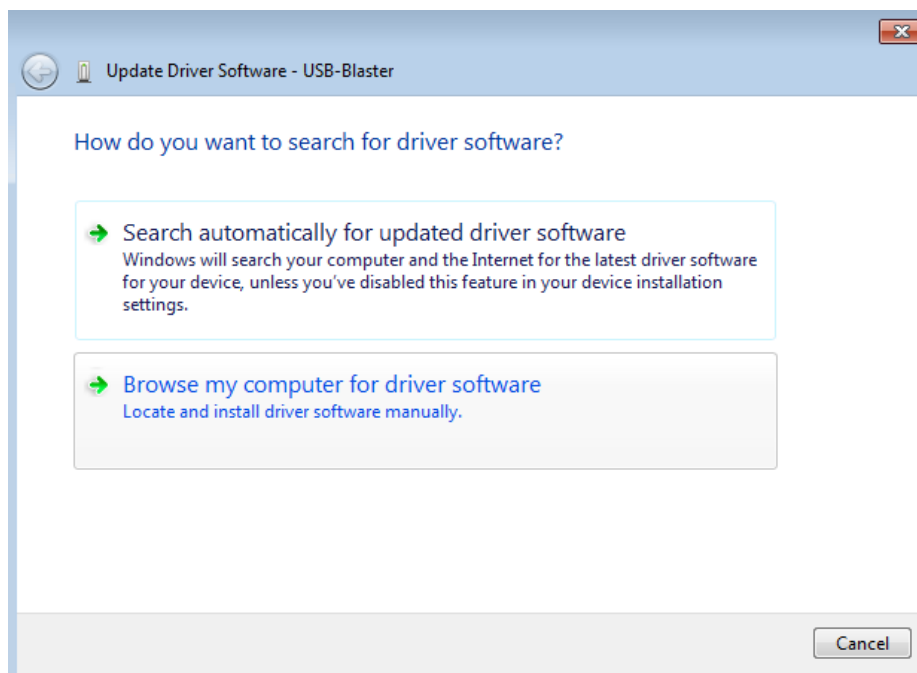 Update Driver Software - USB-Blaster
How do you want to search for driver software?
Search automatically for updated driver software
Windows will search your computer and the Internet for the latest driver software
for your device, unless you've disabled this feature in your device installation
settings.
Browse my computer for driver software
Locate and install driver software manually.
Cancel